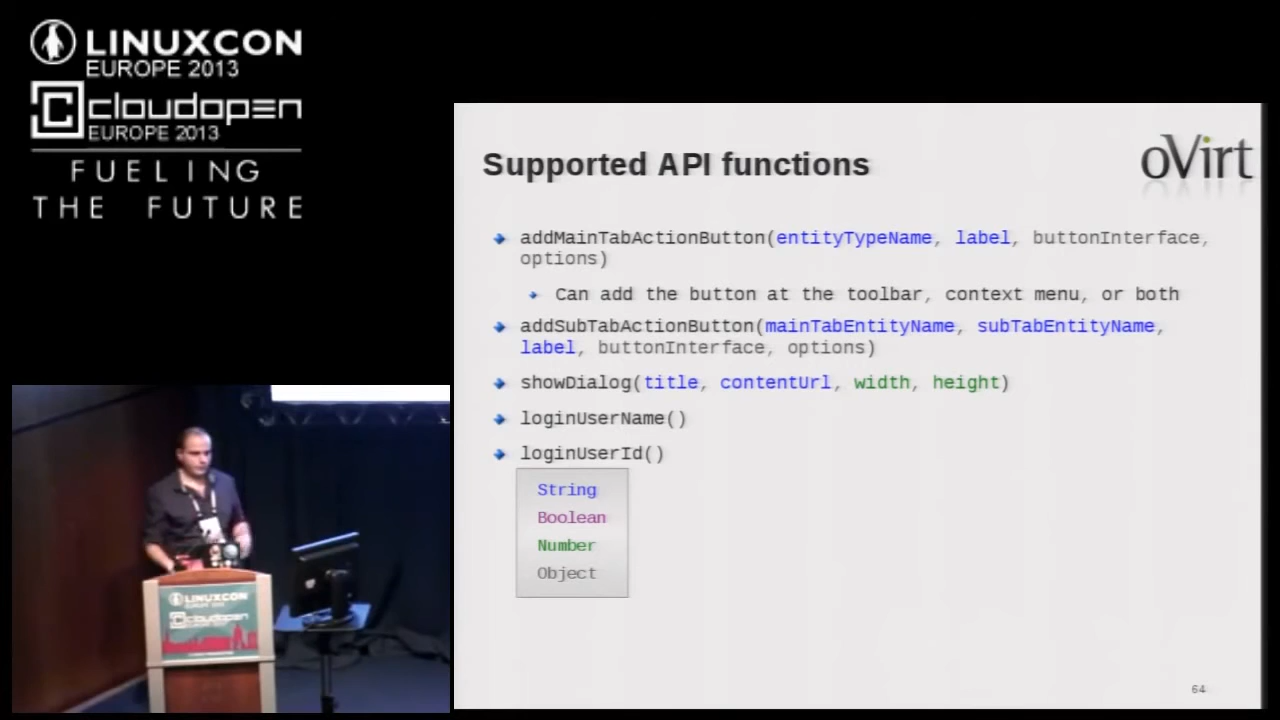 LINUXCON
EUROPE 2013
cloudopen
EUROPE 2013
FUELING
THE FUTURE
Supported API functions
oVirt
addMainTabActionButton(entityTypeName, label, buttonInterface,
options)
Can add the button at the toolbar, context menu, or both
addSubTabActionButton(mainTabEntityName, subTabEntityName,
label, buttonInterface, options)
showDialog(title, contentUrl, width, height)
loginUserName()
loginUserId()
String
Boolean
Number
Object
64
LINUXCON
cloudopen